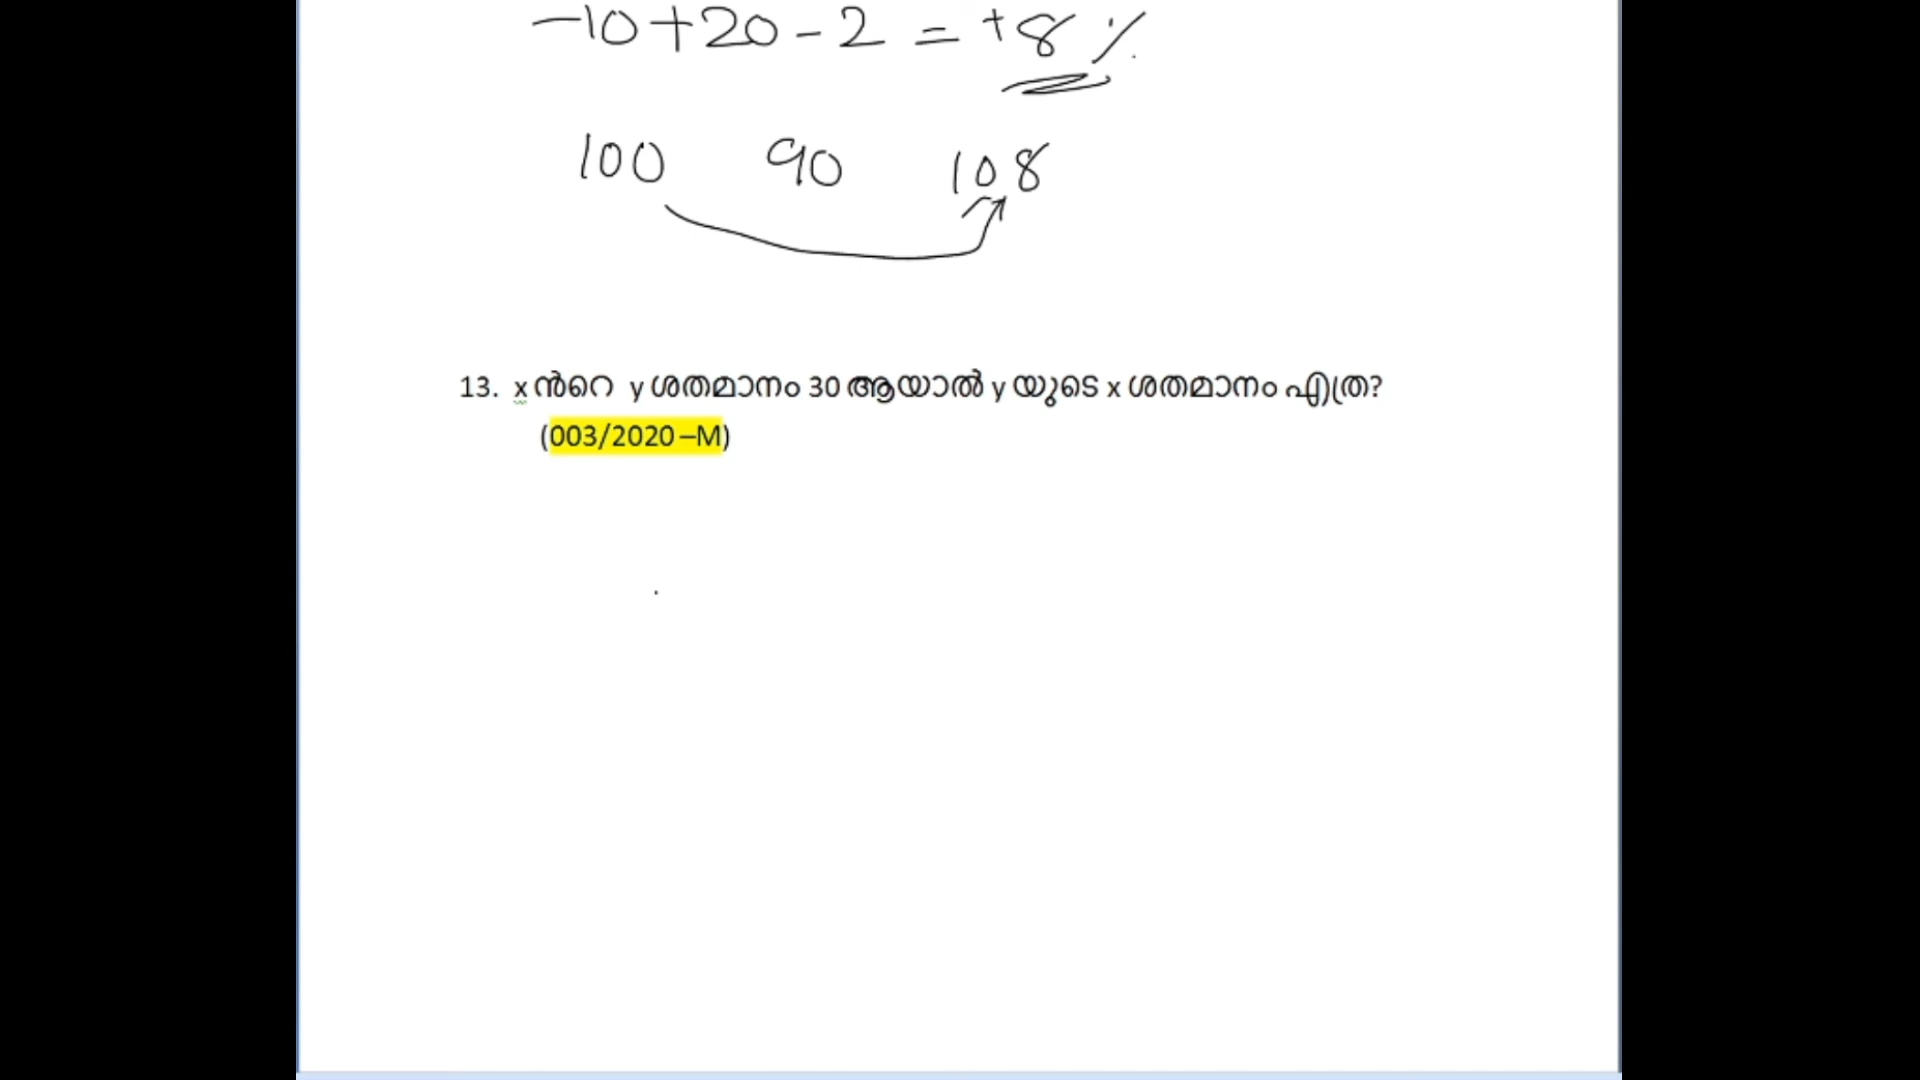 -10+20-2 = +8%
100 90 108
13. x ൻറെ y ശതമാനം 30 ആയാൽ y യുടെ x ശതമാനം എത്ര?
(003/2020 –M)